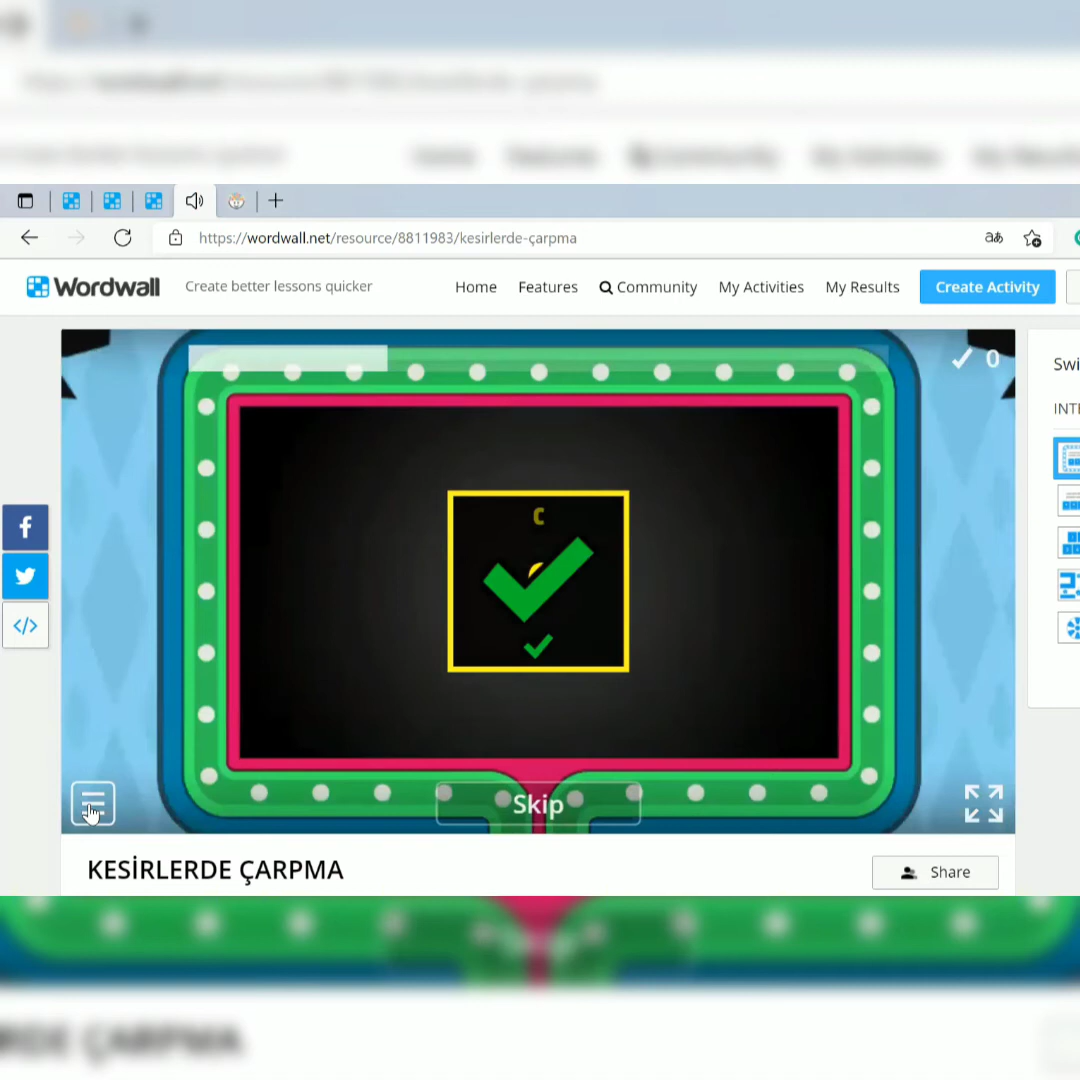 https://wordwall.net/resource/8811983/kesirlerde-çarpma
Wordwall
Create better lessons quicker
Home Features Community My Activities My Results Create Activity
0
C
Skip
KESİRLERDE ÇARPMA
Share